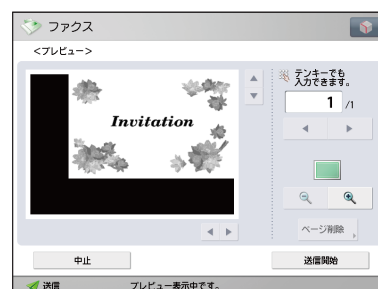 ファクス
<プレビュー>
テンキーでも
入力できます。
1 /1
Invitation
ページ削除
中止
送信開始
送信 プレビュー表示中です。